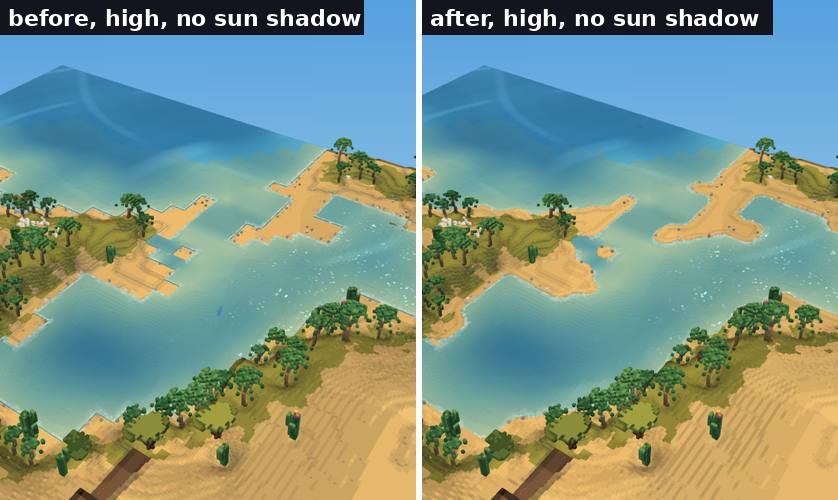 before, high, no sun shadow
after, high, no sun shadow